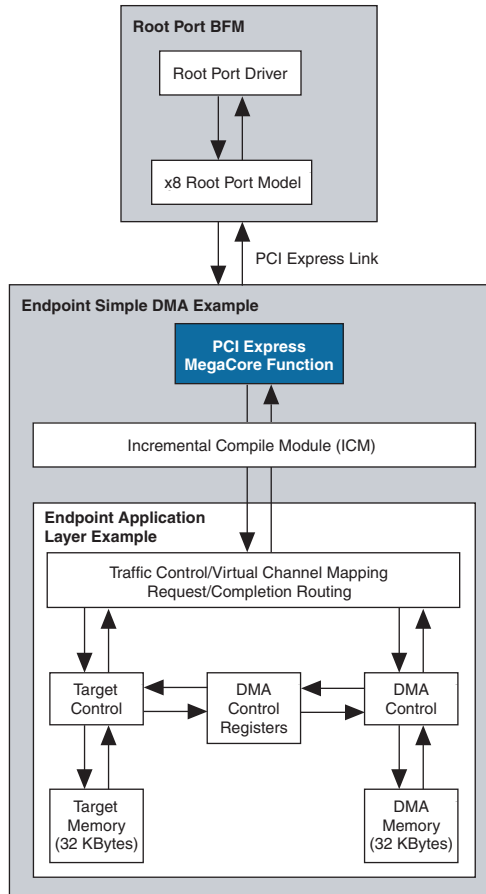 Root Port BFM
Root Port Driver
x8 Root Port Model
PCI Express Link
Endpoint Simple DMA Example
PCI Express
MegaCore Function
Incremental Compile Module (ICM)
Endpoint Application
Layer Example
Traffic Control/Virtual Channel Mapping
Request/Completion Routing
Target
Control
DMA
Control
Registers
DMA
Control
Target
Memory
(32 KBytes)
DMA
Memory
(32 KBytes)